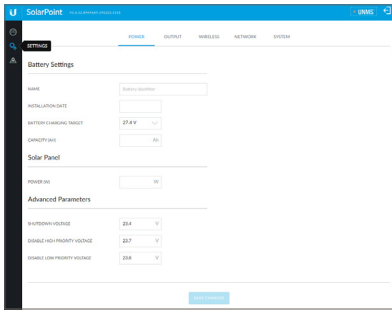 U SolarPoint
UNMS
POWER OUTPUT WIRELESS NETWORK SYSTEM
SETTINGS
Battery Settings
NAME Battery Identifier
INSTALLATION DATE
BATTERY CHARGING TARGET 27.4 V
CAPACITY (AH) Ah
Solar Panel
POWER (W) W
Advanced Parameters
SHUTDOWN VOLTAGE 23.4 V
DISABLE HIGH PRIORITY VOLTAGE 23.7 V
DISABLE LOW PRIORITY VOLTAGE 23.8 V
SAVE CHANGES